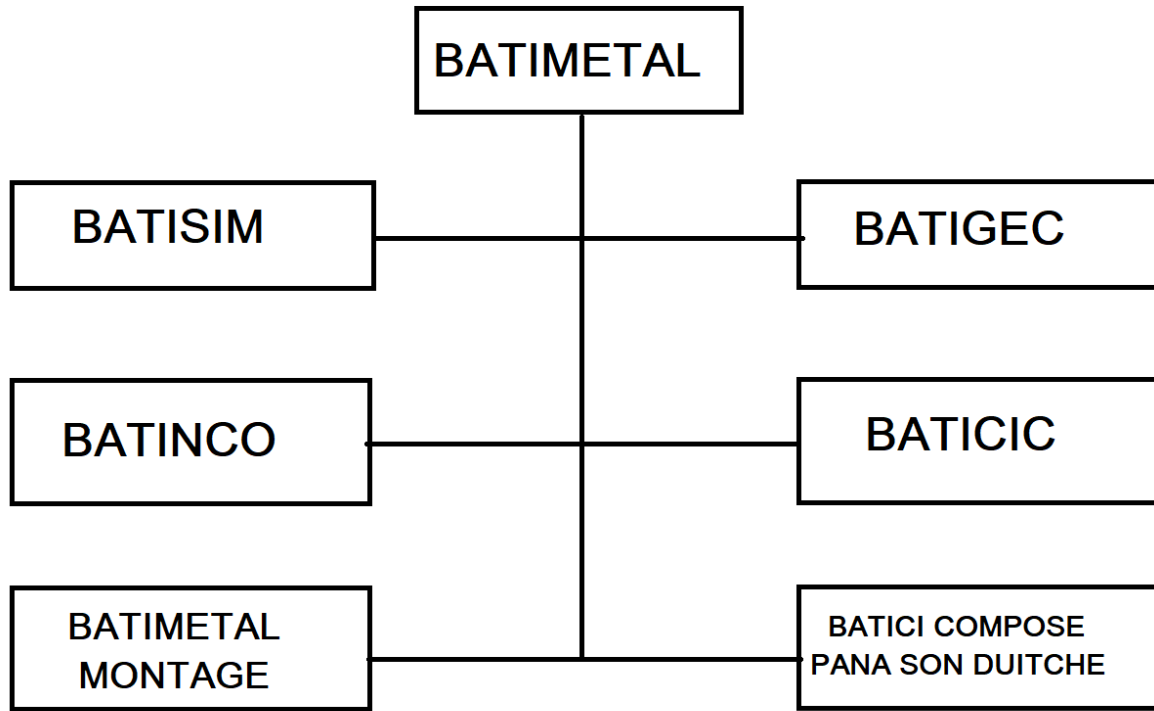 BATIMETAL
BATISIM
BATIGEC
BATINCO
BATICIC
BATIMETAL
MONTAGE
BATICI COMPOSE
PANA SON DUITCHE